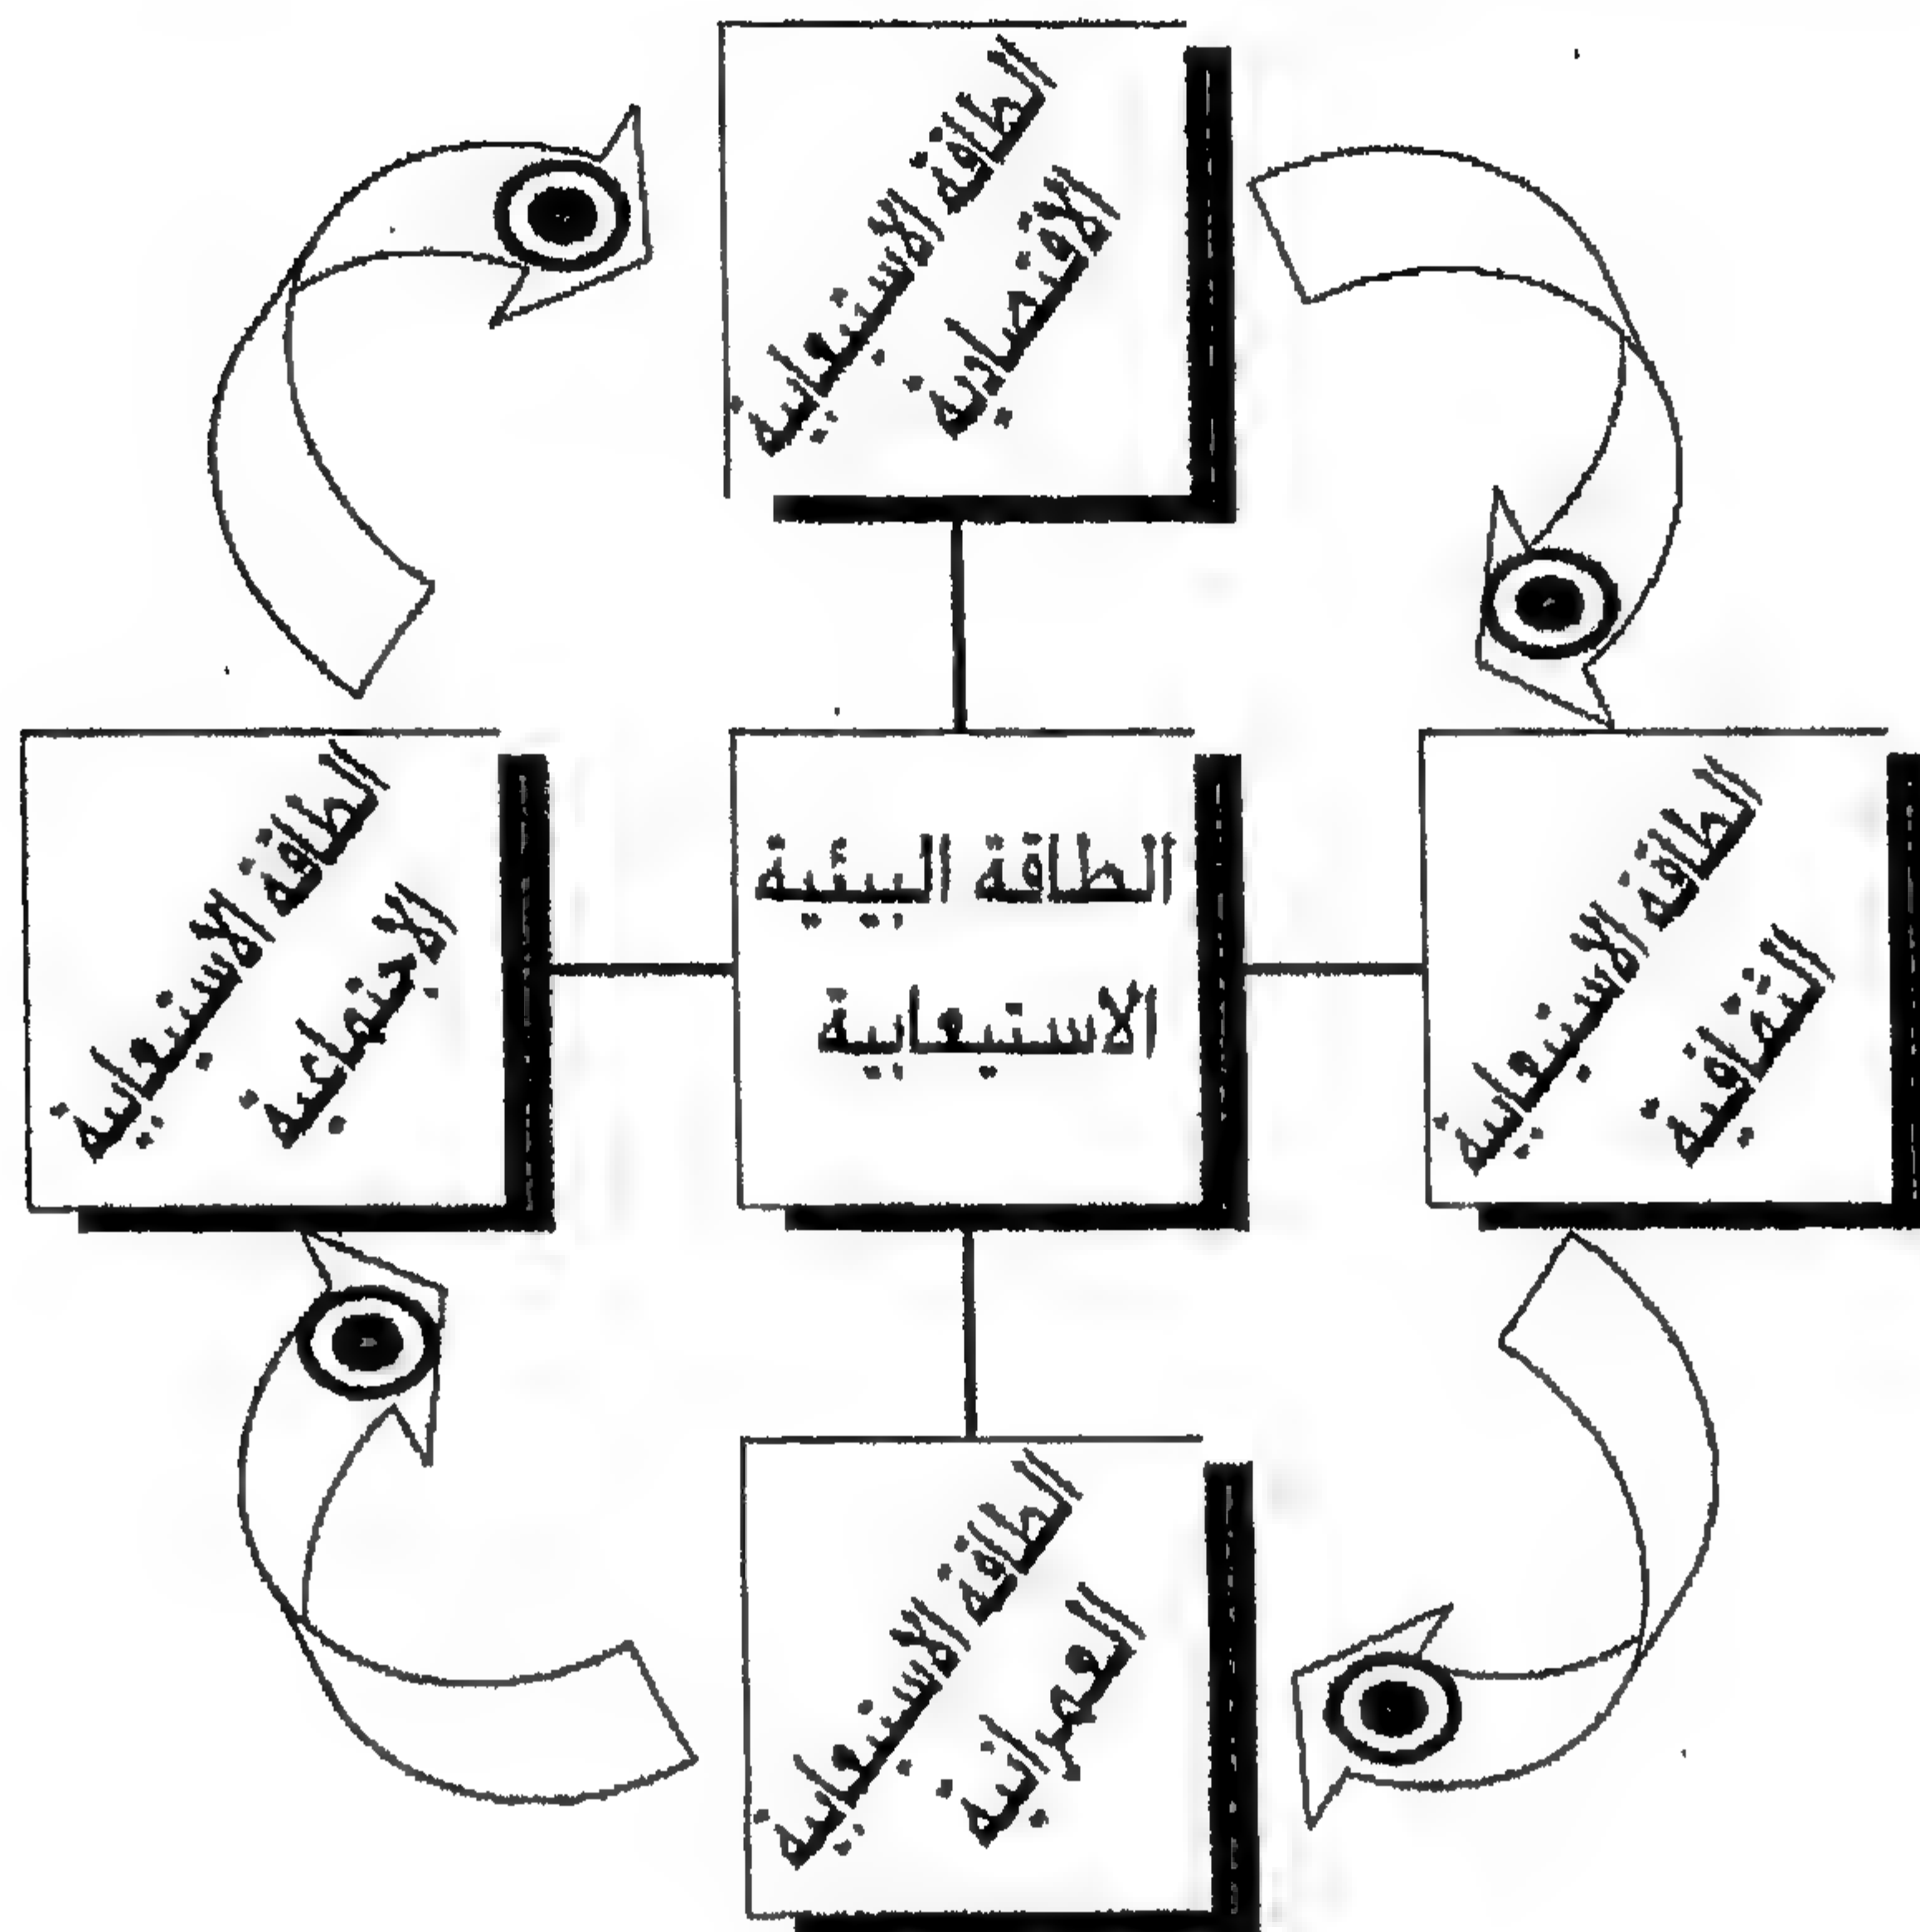 الطاقة الاستيعابية
الاقتصادية
الطاقة الاستيعابية
الثقافية
الطاقة البيئية
الاستيعابية
الطاقة الاستيعابية
الاجتماعية
الطاقة الاستيعابية
العمرانية